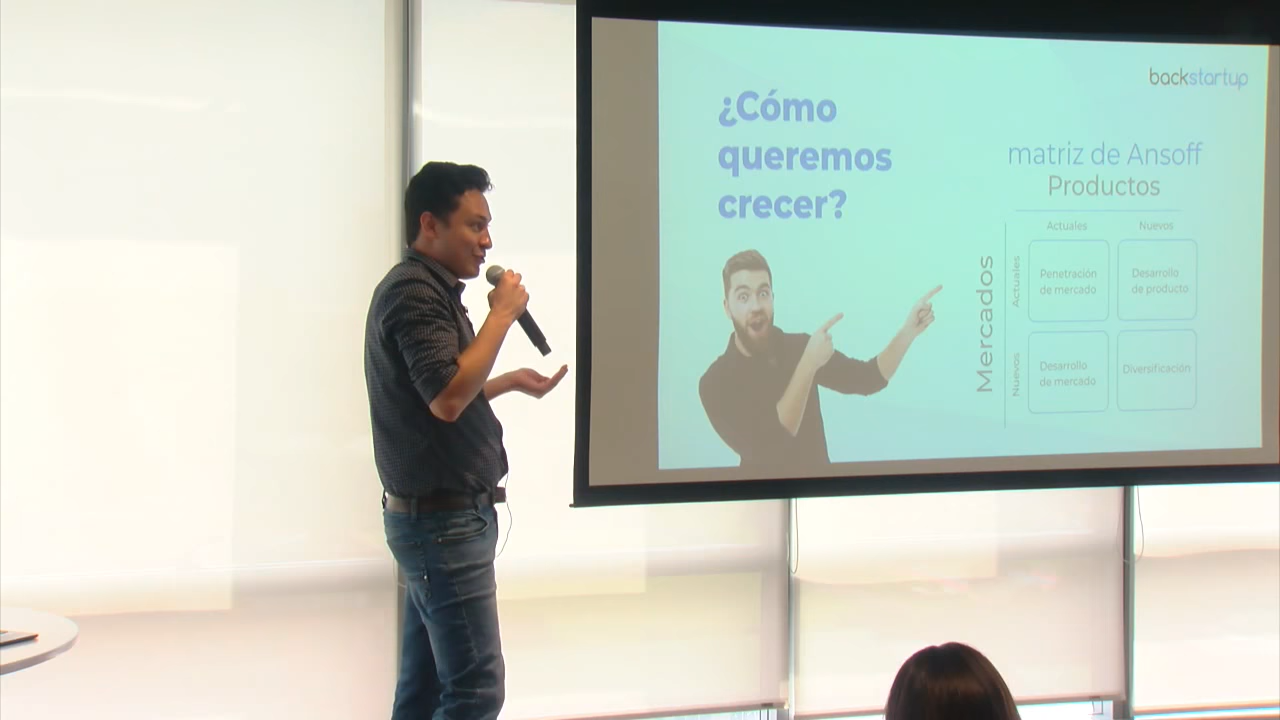 backstartup
¿Cómo
queremos
crecer?
matriz de Ansoff
Productos
Actuales
Nuevos
Mercados
Actuales
Penetración
de mercado
Desarrollo
de producto
Nuevos
Desarrollo
de mercado
Diversificación